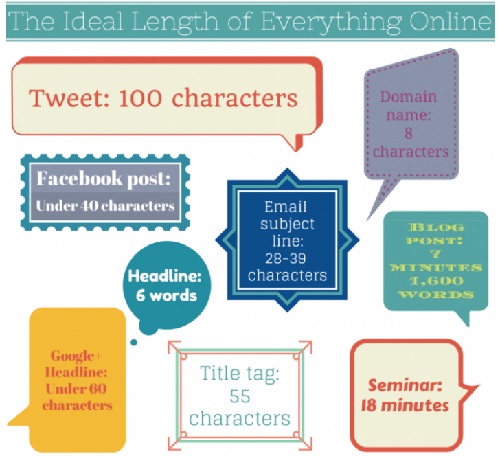 The Ideal Length of Everything Online
Tweet: 100 characters
Domain
name:
8
characters
Facebook post:
Under 40 characters
Email
subject
line:
28-39
characters
Blog
post:
7
minutes
1,600
words
Headline:
6 words
Google+
Headline:
Under 60
characters
Title tag:
55
characters
Seminar:
18 minutes